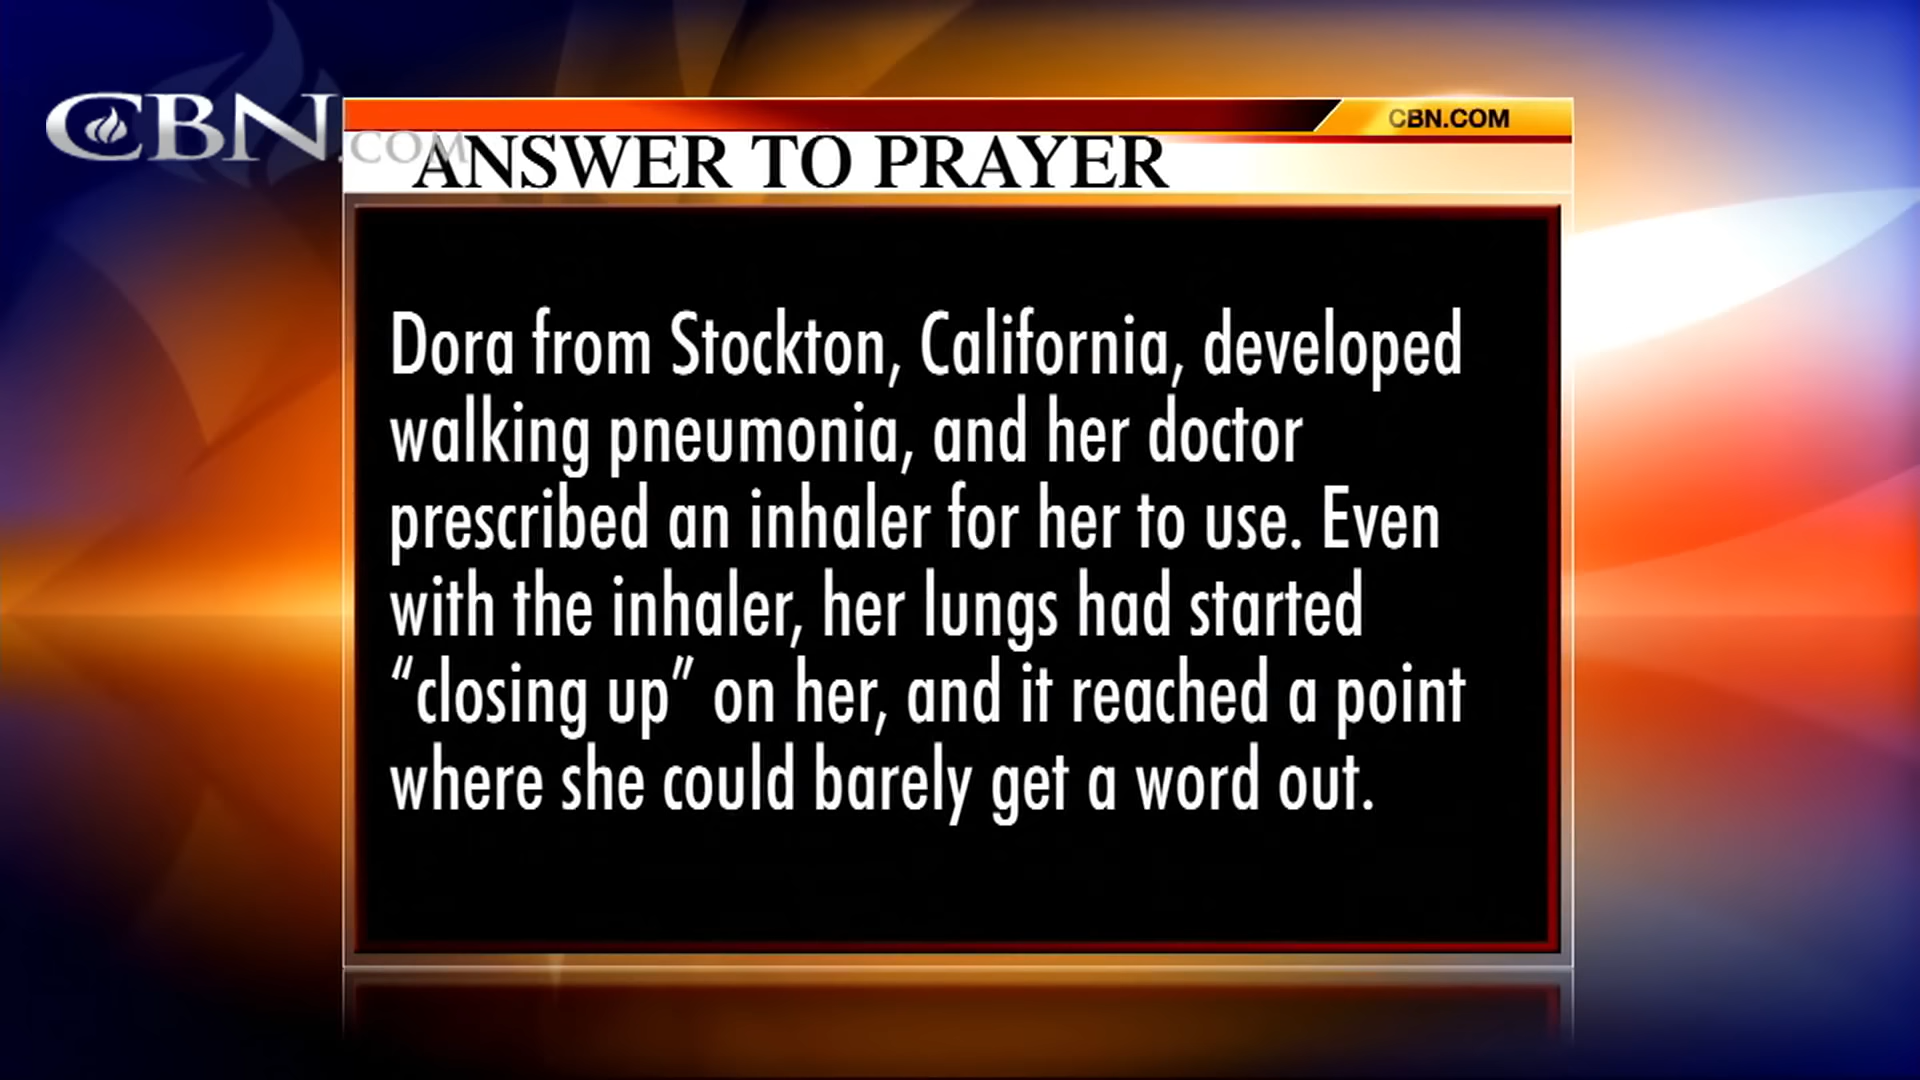 CBN.COM
CBN.COM
ANSWER TO PRAYER
Dora from Stockton, California, developed
walking pneumonia, and her doctor
prescribed an inhaler for her to use. Even
with the inhaler, her lungs had started
“closing up” on her, and it reached a point
where she could barely get a word out.